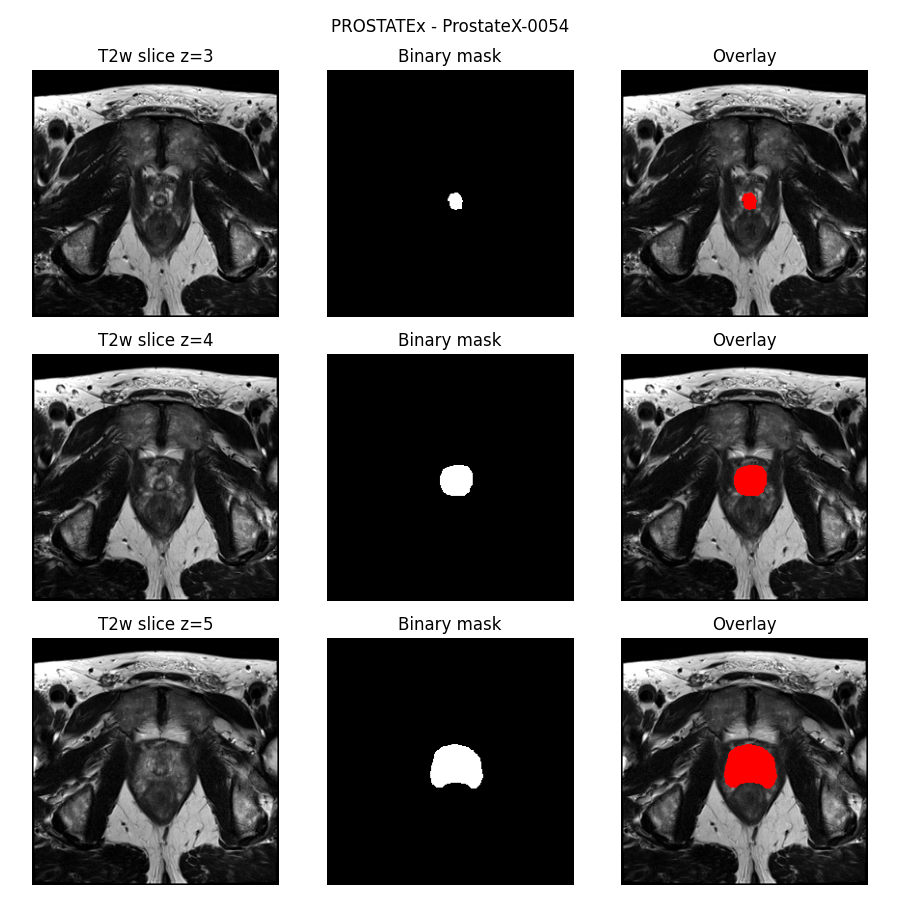 PROSTATEx - ProstateX-0054
T2w slice z=3 Binary mask Overlay
T2w slice z=4 Binary mask Overlay
T2w slice z=5 Binary mask Overlay